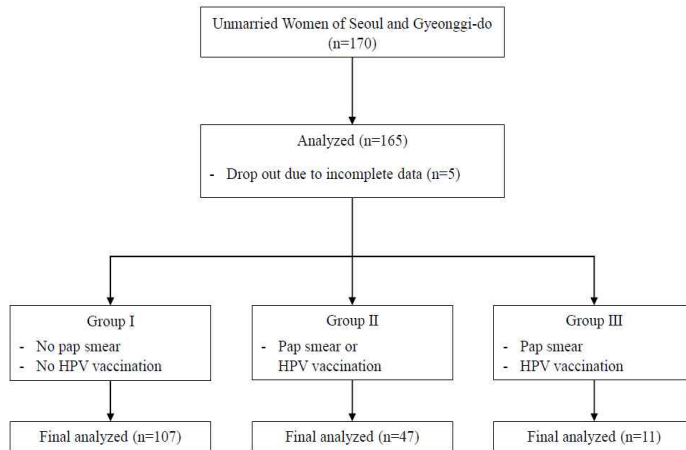 Unmarried Women of Seoul and Gyeonggi-do
(n=170)
Analyzed (n=165)
- Drop out due to incomplete data (n=5)
Group I
- No pap smear
- No HPV vaccination
Group II
- Pap smear or
HPV vaccination
Group III
- Pap smear
- HPV vaccination
Final analyzed (n=107)
Final analyzed (n=47)
Final analyzed (n=11)